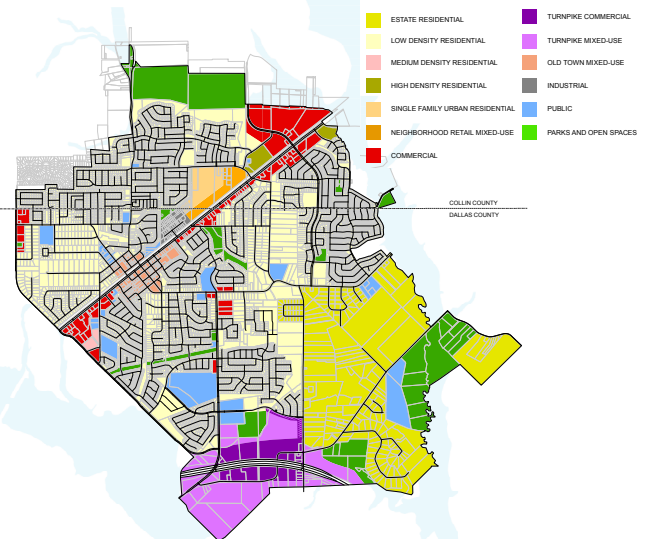 ESTATE RESIDENTIAL
LOW DENSITY RESIDENTIAL
MEDIUM DENSITY RESIDENTIAL
HIGH DENSITY RESIDENTIAL
SINGLE FAMILY URBAN RESIDENTIAL
NEIGHBORHOOD RETAIL MIXED-USE
COMMERCIAL
TURNPIKE COMMERCIAL
TURNPIKE MIXED-USE
OLD TOWN MIXED-USE
INDUSTRIAL
PUBLIC
PARKS AND OPEN SPACES
COLLIN COUNTY
DALLAS COUNTY